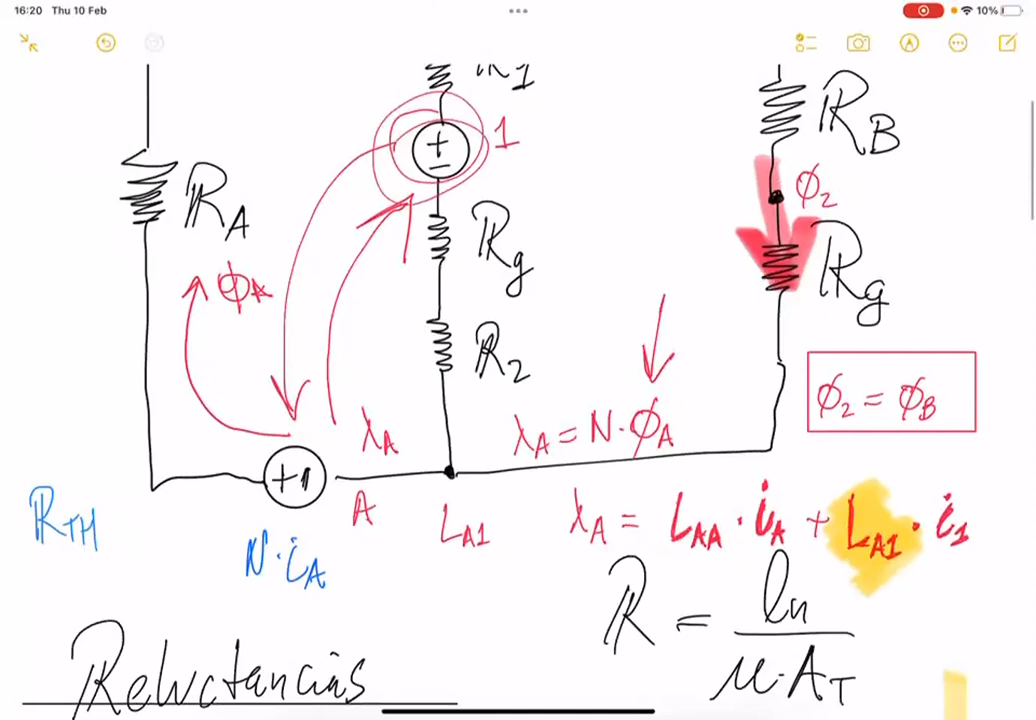 16:20 Thu 10 Feb
10%
R1
RB
+
-
1
ϕ2
RA
Rg
Rg
ϕA
R2
ϕ2 = ϕB
λA
λA = N·ϕA
+1
RTH
A
LA1
λA = LAA · iA + LA1 · i1
N·iA
R = ln / μ·AT
Reluctancias